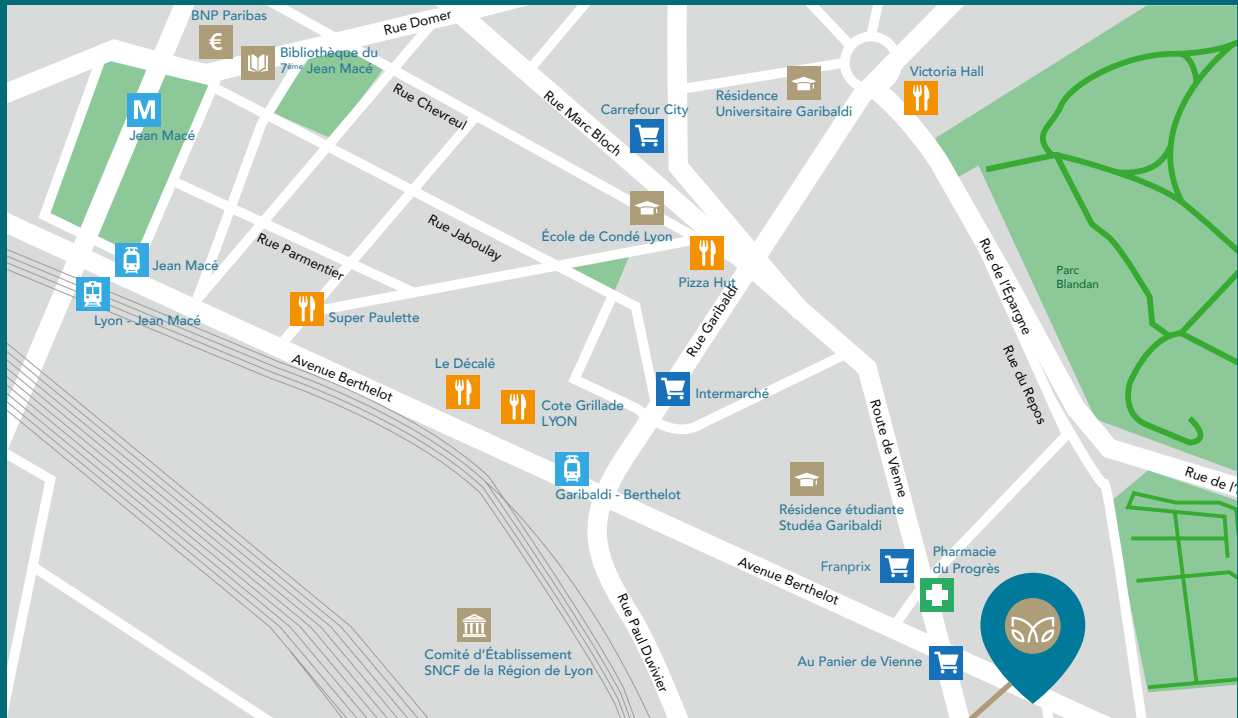 BNP Paribas
€
Rue Domer
Bibliothèque du
7ème Jean Macé
Victoria Hall
Résidence
Universitaire Garibaldi
Rue Chevreul
Rue Marc Bloch
Carrefour City
M
Jean Macé
École de Condé Lyon
Rue Jaboulay
Rue Parmentier
Jean Macé
Lyon - Jean Macé
Pizza Hut
Rue Garibaldi
Rue de l'Épargne
Parc
Blandan
Super Paulette
Avenue Berthelot
Le Décalé
Cote Grillade
LYON
Intermarché
Rue du Repos
Route de Vienne
Garibaldi - Berthelot
Rue de l'
Résidence étudiante
Studéa Garibaldi
Avenue Berthelot
Franprix
Pharmacie
du Progrès
Rue Paul Duvivier
Comité d'Établissement
SNCF de la Région de Lyon
Au Panier de Vienne